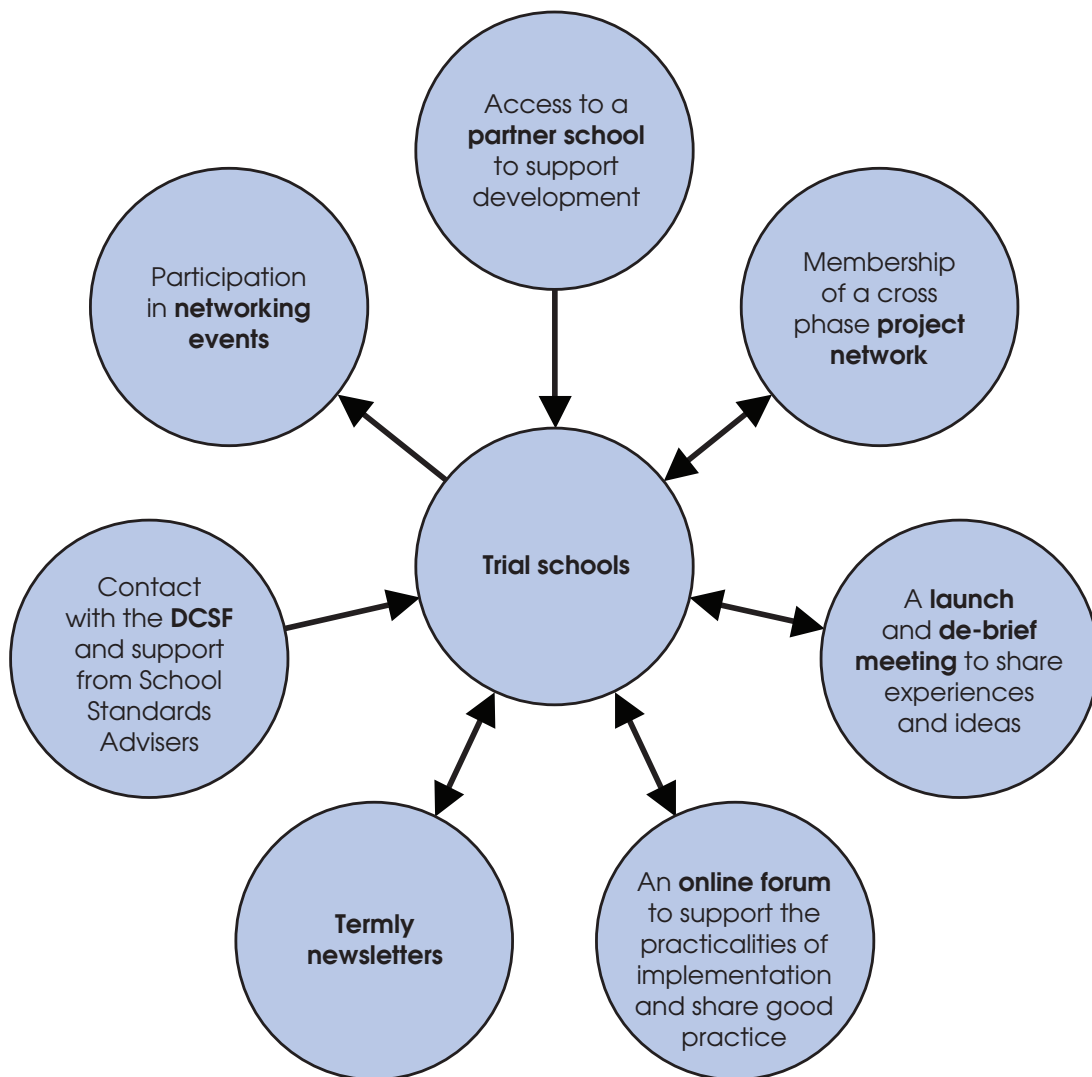 Access to a
partner school
to support
development
Participation
in networking
events
Membership
of a cross
phase project
network
Trial schools
Contact
with the DCSF
and support
from School
Standards
Advisers
A launch
and de-brief
meeting to share
experiences
and ideas
Termly
newsletters
An online forum
to support the
practicalities of
implementation
and share good
practice